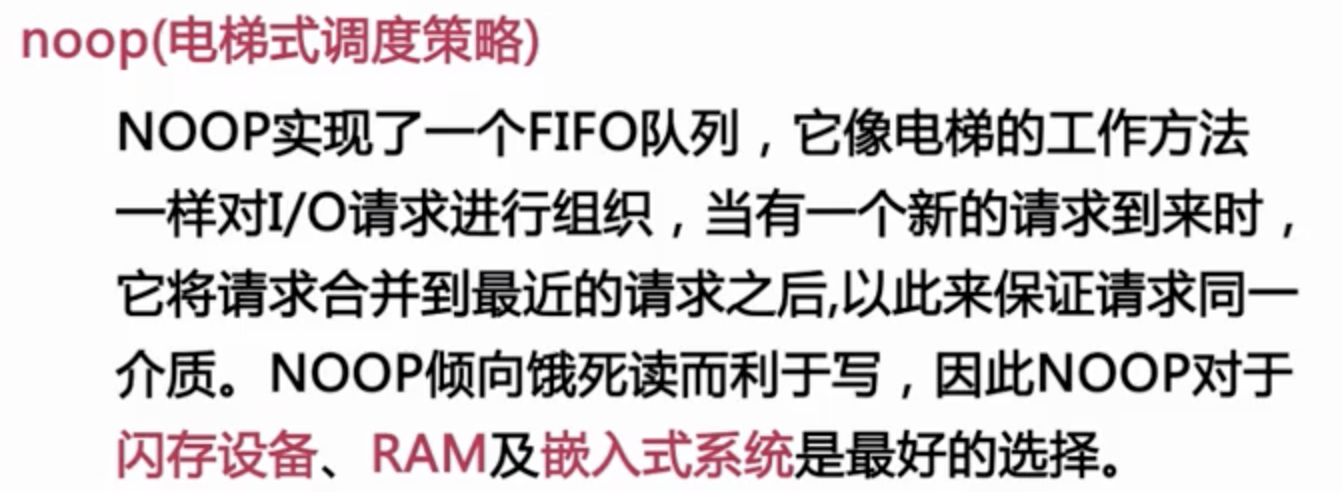 noop(电梯式调度策略)
NOOP实现了一个FIFO队列，它像电梯的工作方法
一样对I/O请求进行组织，当有一个新的请求到来时，
它将请求合并到最近的请求之后,以此来保证请求同一
介质。NOOP倾向饿死读而利于写，因此NOOP对于
闪存设备、RAM及嵌入式系统是最好的选择。